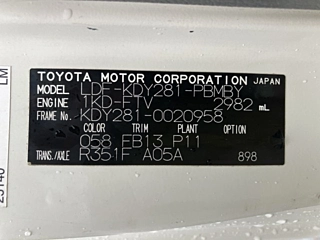 TOYOTA MOTOR CORPORATION JAPAN
MODEL LDF-KDY281-PBMBY
ENGINE 1KD-FTV 2982 mL
FRAME No. KDY281-0020958
COLOR TRIM PLANT
058 FB13 P11
TRANS./AXLE R351F A05A 898
LM